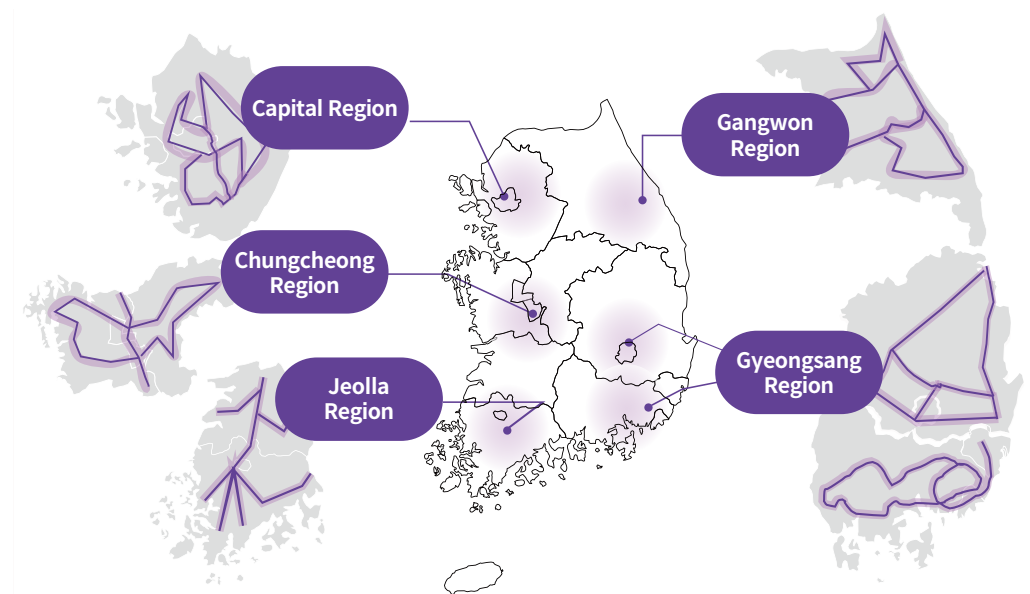 Capital Region
Gangwon
Region
Chungcheong
Region
Gyeongsang
Region
Jeolla
Region